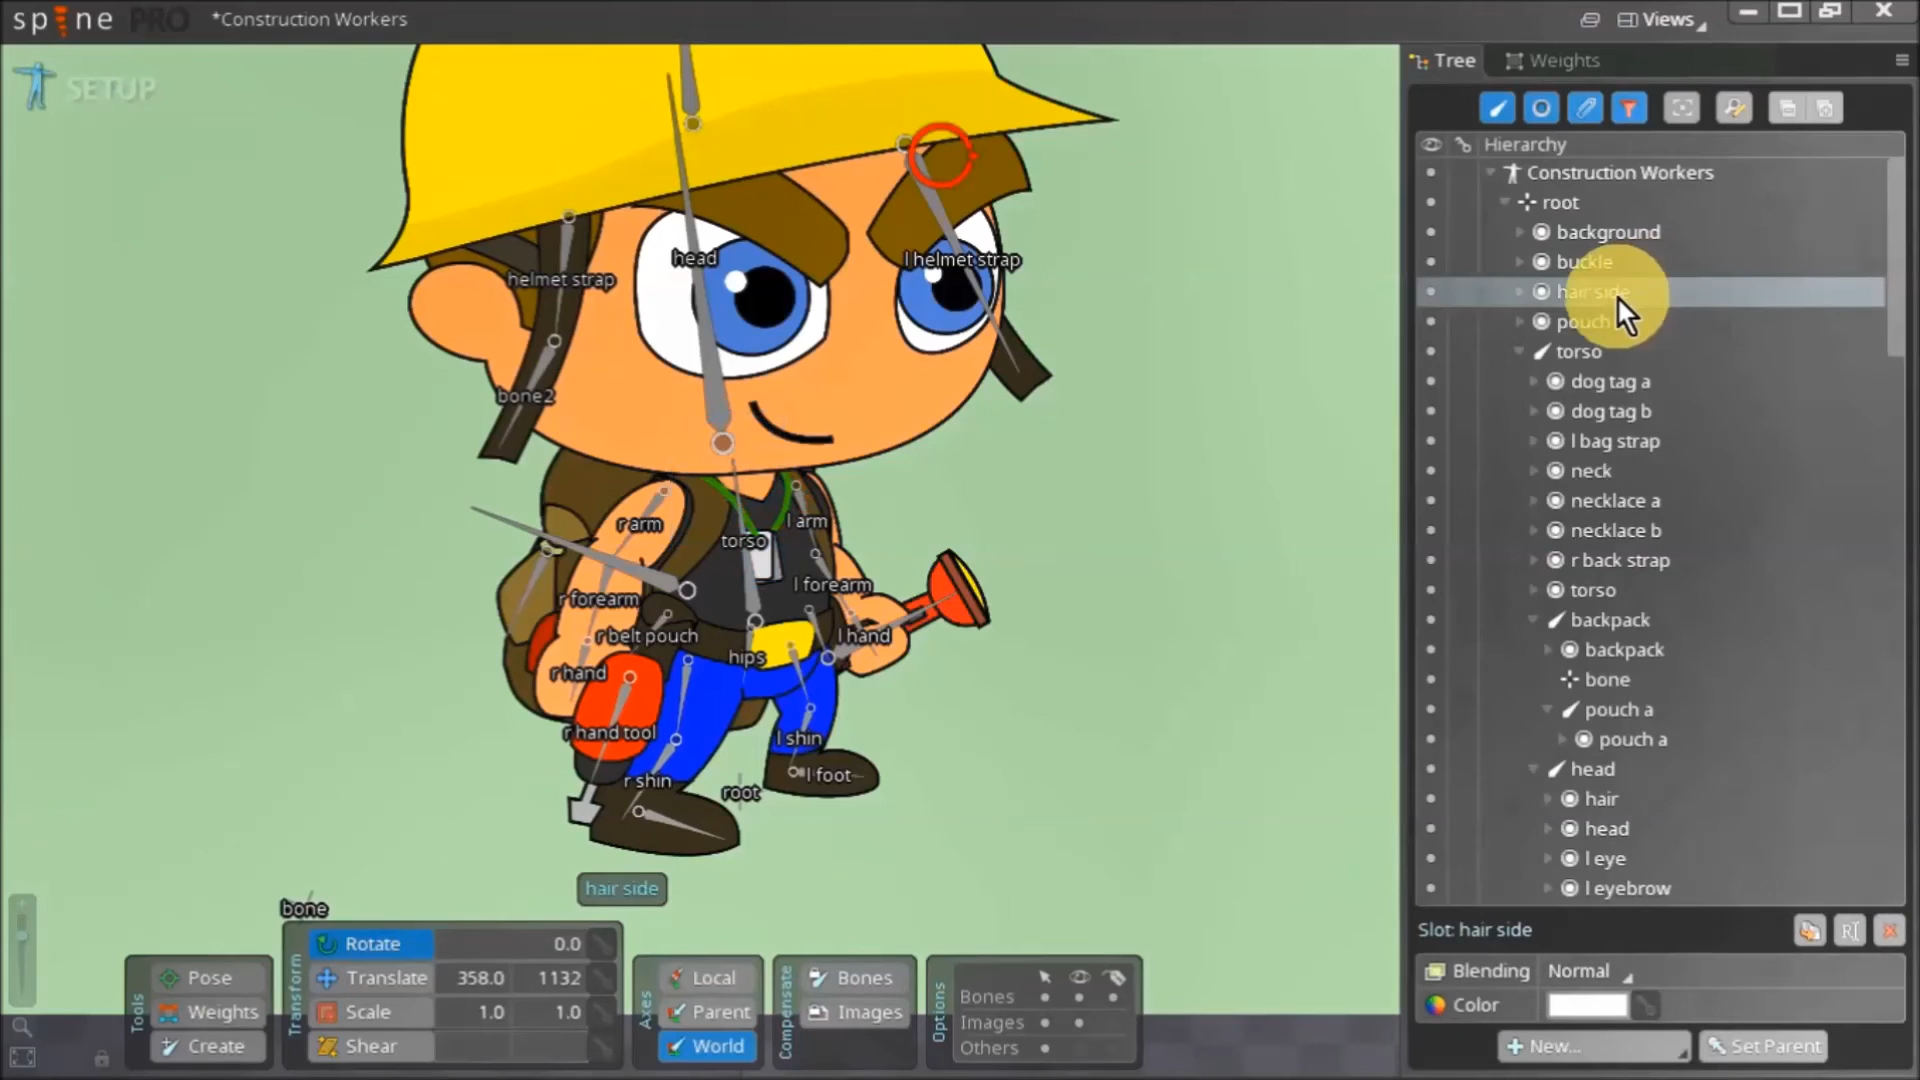 spine PRO *Construction Workers
Views
SETUP
Tree Weights
Hierarchy
Construction Workers
root
background
buckle
hair side
pouch
torso
dog tag a
dog tag b
l bag strap
neck
necklace a
necklace b
r back strap
torso
backpack
backpack
bone
pouch a
pouch a
head
hair
head
l eye
l eyebrow
Slot: hair side
Blending Normal
Color
New... Set Parent
head
l helmet strap
helmet strap
bone2
r arm
l arm
torso
l forearm
r forearm
r belt pouch
l hand
hips
r hand
r hand tool
l shin
l foot
r shin
root
hair side
bone
Tools
Pose
Weights
Create
Transform
Rotate 0.0
Translate 358.0 1132
Scale 1.0 1.0
Shear
Axes
Local
Parent
World
Compensate
Bones
Images
Options
Bones
Images
Others